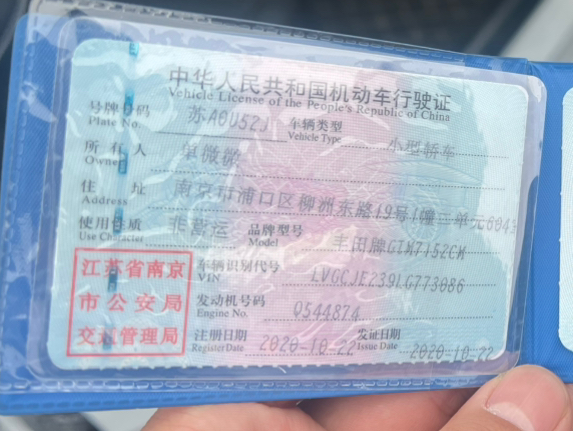 中华人民共和国机动车行驶证
Vehicle License of the People's Republic of China
号牌号码 苏A0U52J 车辆类型 小型轿车
Plate No. Vehicle Type
所有人 单微微
Owner
住址 南京市浦口区柳洲东路19号1幢二单元604室
Address
使用性质 非营运 品牌型号 丰田牌GTM7152CM
Use Character Model
江苏省南京
市公安局
交通管理局
车辆识别代号 LVGCJE239LG773086
VIN
发动机号码 Q544874
Engine No.
注册日期 2020-10-22 发证日期 2020-10-22
Register Date Issue Date